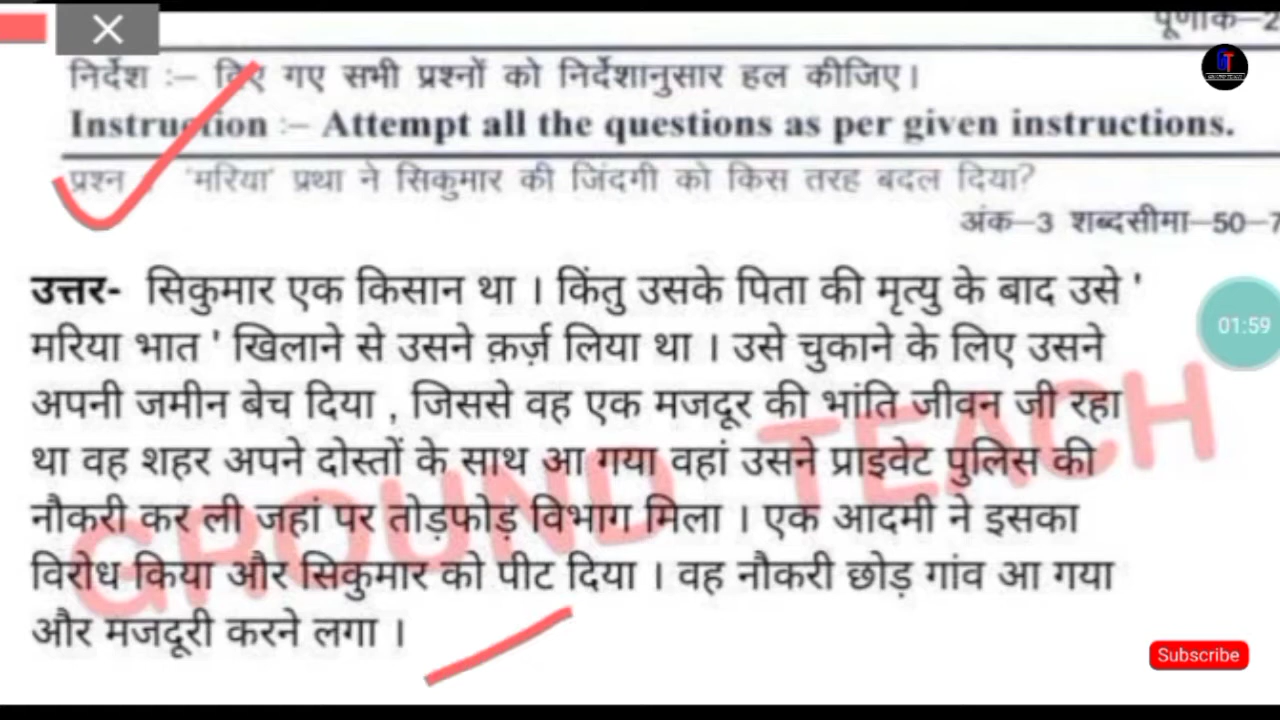 पूर्णांक–2
निर्देश :– दिए गए सभी प्रश्नों को निर्देशानुसार हल कीजिए।
Instruction :– Attempt all the questions as per given instructions.
प्रश्न 'मरिया' प्रथा ने सिकुमार की जिंदगी को किस तरह बदल दिया?
अंक–3 शब्दसीमा–50–7
उत्तर- सिकुमार एक किसान था । किंतु उसके पिता की मृत्यु के बाद उसे '
मरिया भात ' खिलाने से उसने क़र्ज़ लिया था । उसे चुकाने के लिए उसने
अपनी जमीन बेच दिया , जिससे वह एक मजदूर की भांति जीवन जी रहा
था वह शहर अपने दोस्तों के साथ आ गया वहां उसने प्राइवेट पुलिस की
नौकरी कर ली जहां पर तोड़फोड़ विभाग मिला । एक आदमी ने इसका
विरोध किया और सिकुमार को पीट दिया । वह नौकरी छोड़ गांव आ गया
और मजदूरी करने लगा ।
GROUND TEACH
01:59
Subscribe